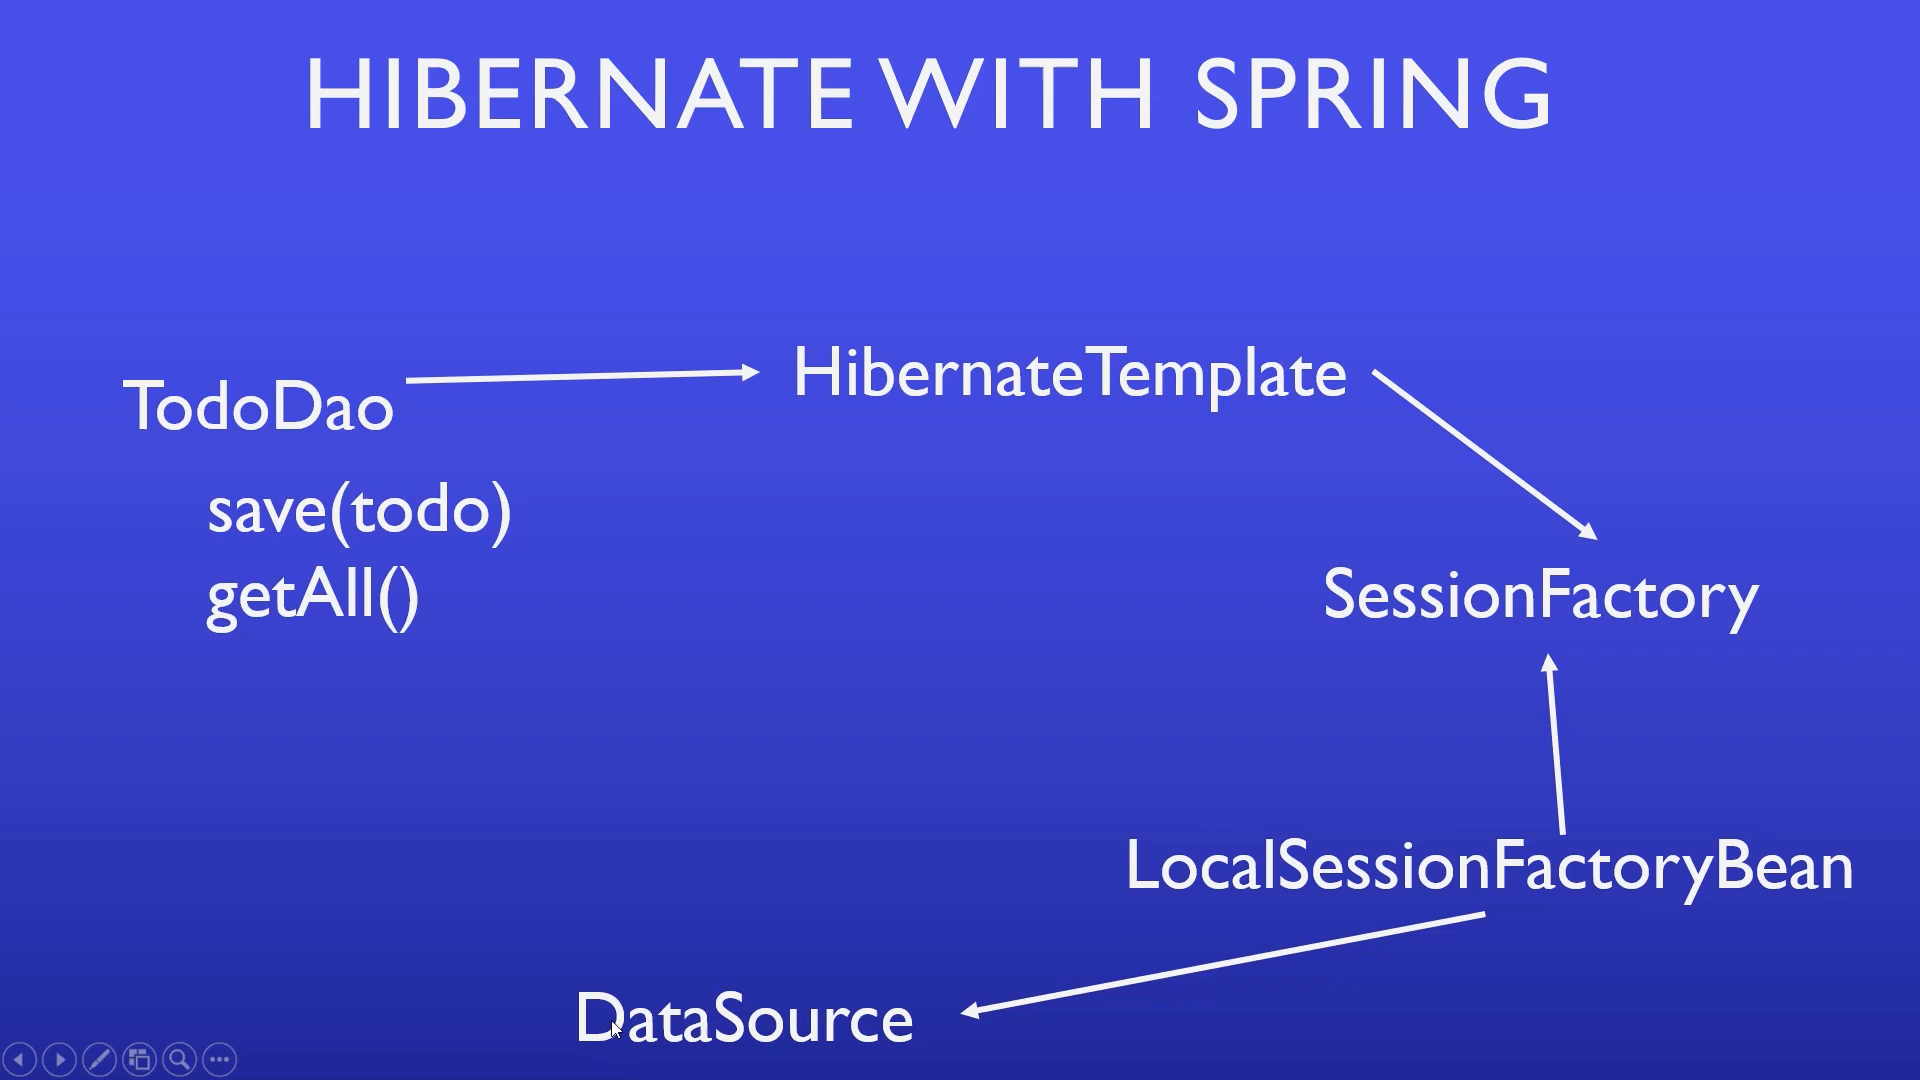 HIBERNATE WITH SPRING
TodoDao
HibernateTemplate
save(todo)
getAll()
SessionFactory
LocalSessionFactoryBean
DataSource